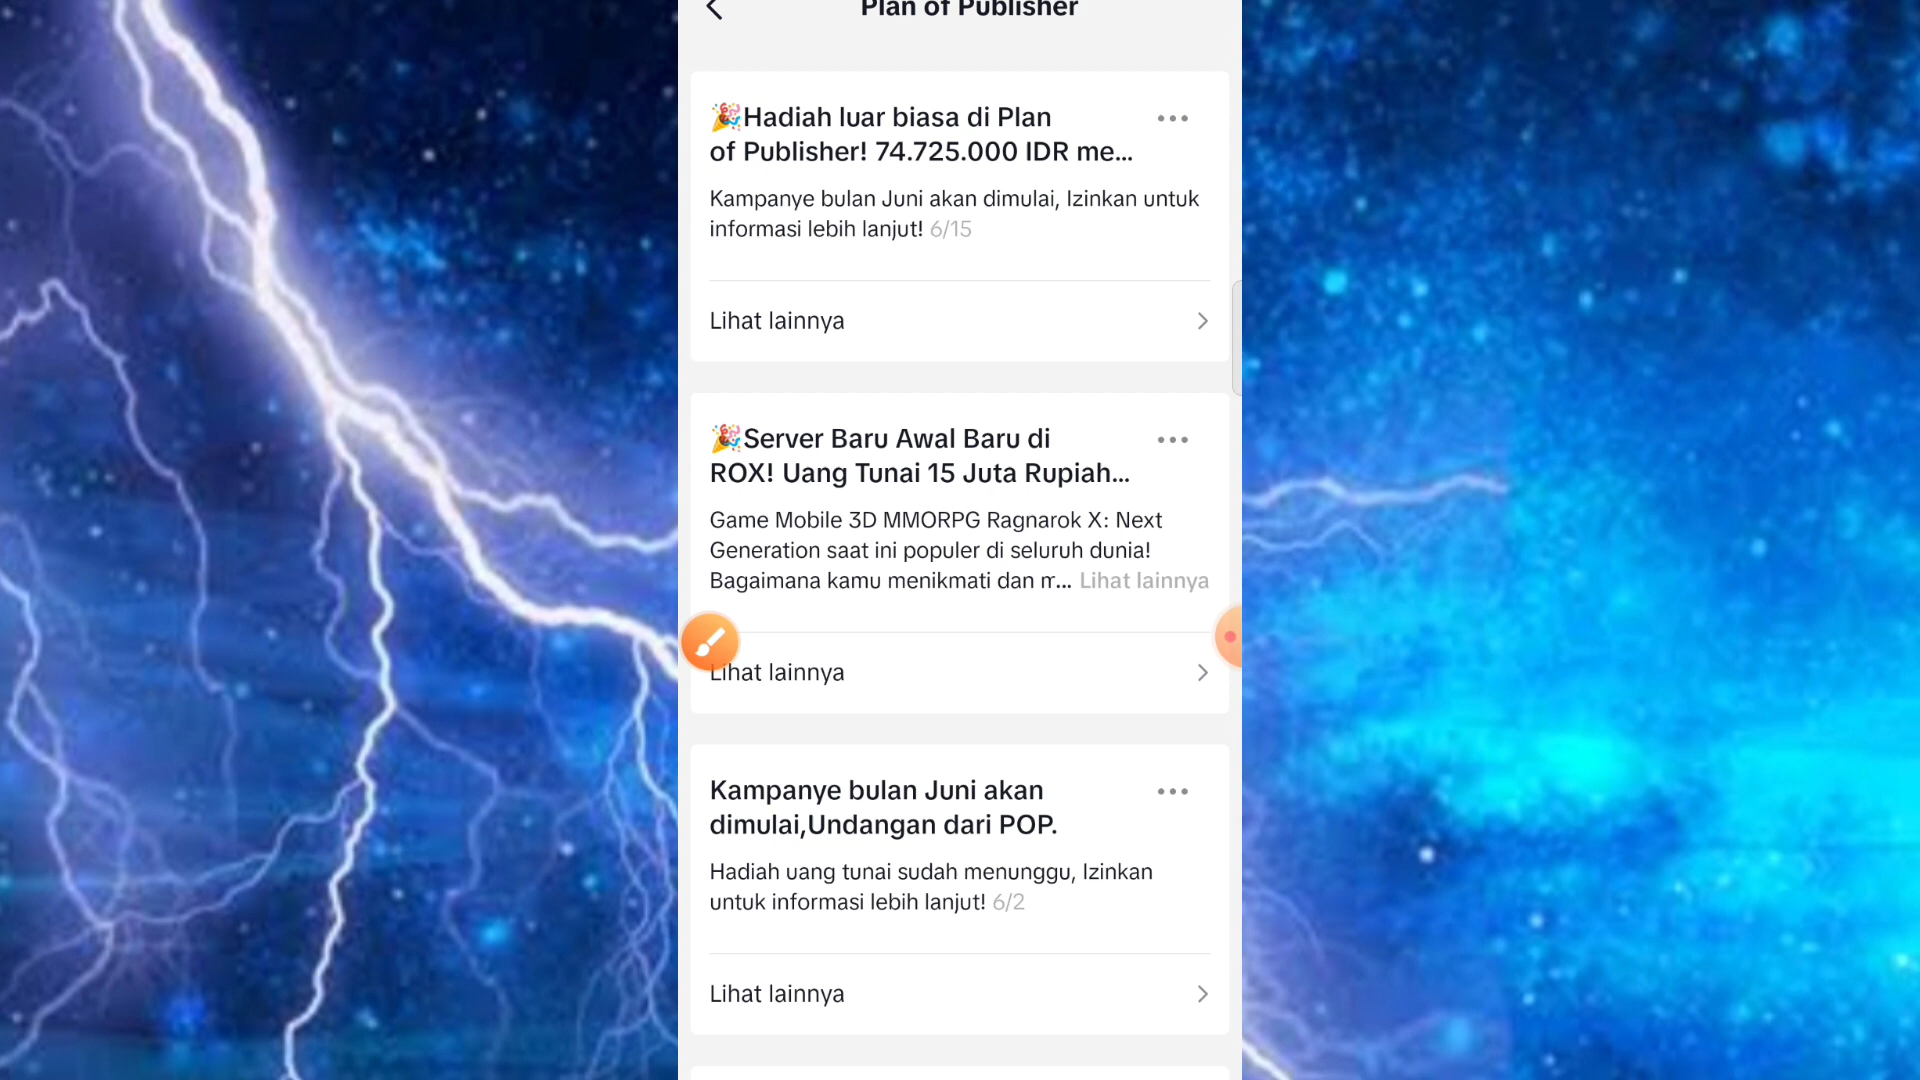 Plan of Publisher
🎉Hadiah luar biasa di Plan
of Publisher! 74.725.000 IDR me...
Kampanye bulan Juni akan dimulai, Izinkan untuk
informasi lebih lanjut! 6/15
Lihat lainnya
🎉Server Baru Awal Baru di
ROX! Uang Tunai 15 Juta Rupiah...
Game Mobile 3D MMORPG Ragnarok X: Next
Generation saat ini populer di seluruh dunia!
Bagaimana kamu menikmati dan m... Lihat lainnya
Lihat lainnya
Kampanye bulan Juni akan
dimulai,Undangan dari POP.
Hadiah uang tunai sudah menunggu, Izinkan
untuk informasi lebih lanjut! 6/2
Lihat lainnya